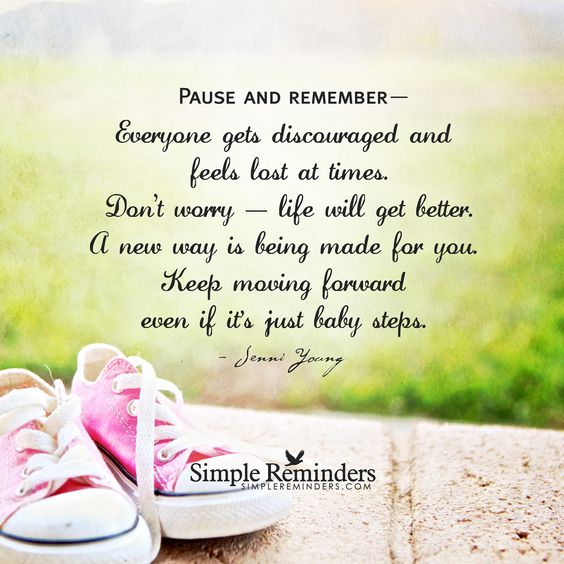 PAUSE AND REMEMBER—
Everyone gets discouraged and
feels lost at times.
Don't worry — life will get better.
A new way is being made for you.
Keep moving forward
even if it's just baby steps.
- Jenni Young
Simple Reminders
SIMPLEREMINDERS.COM